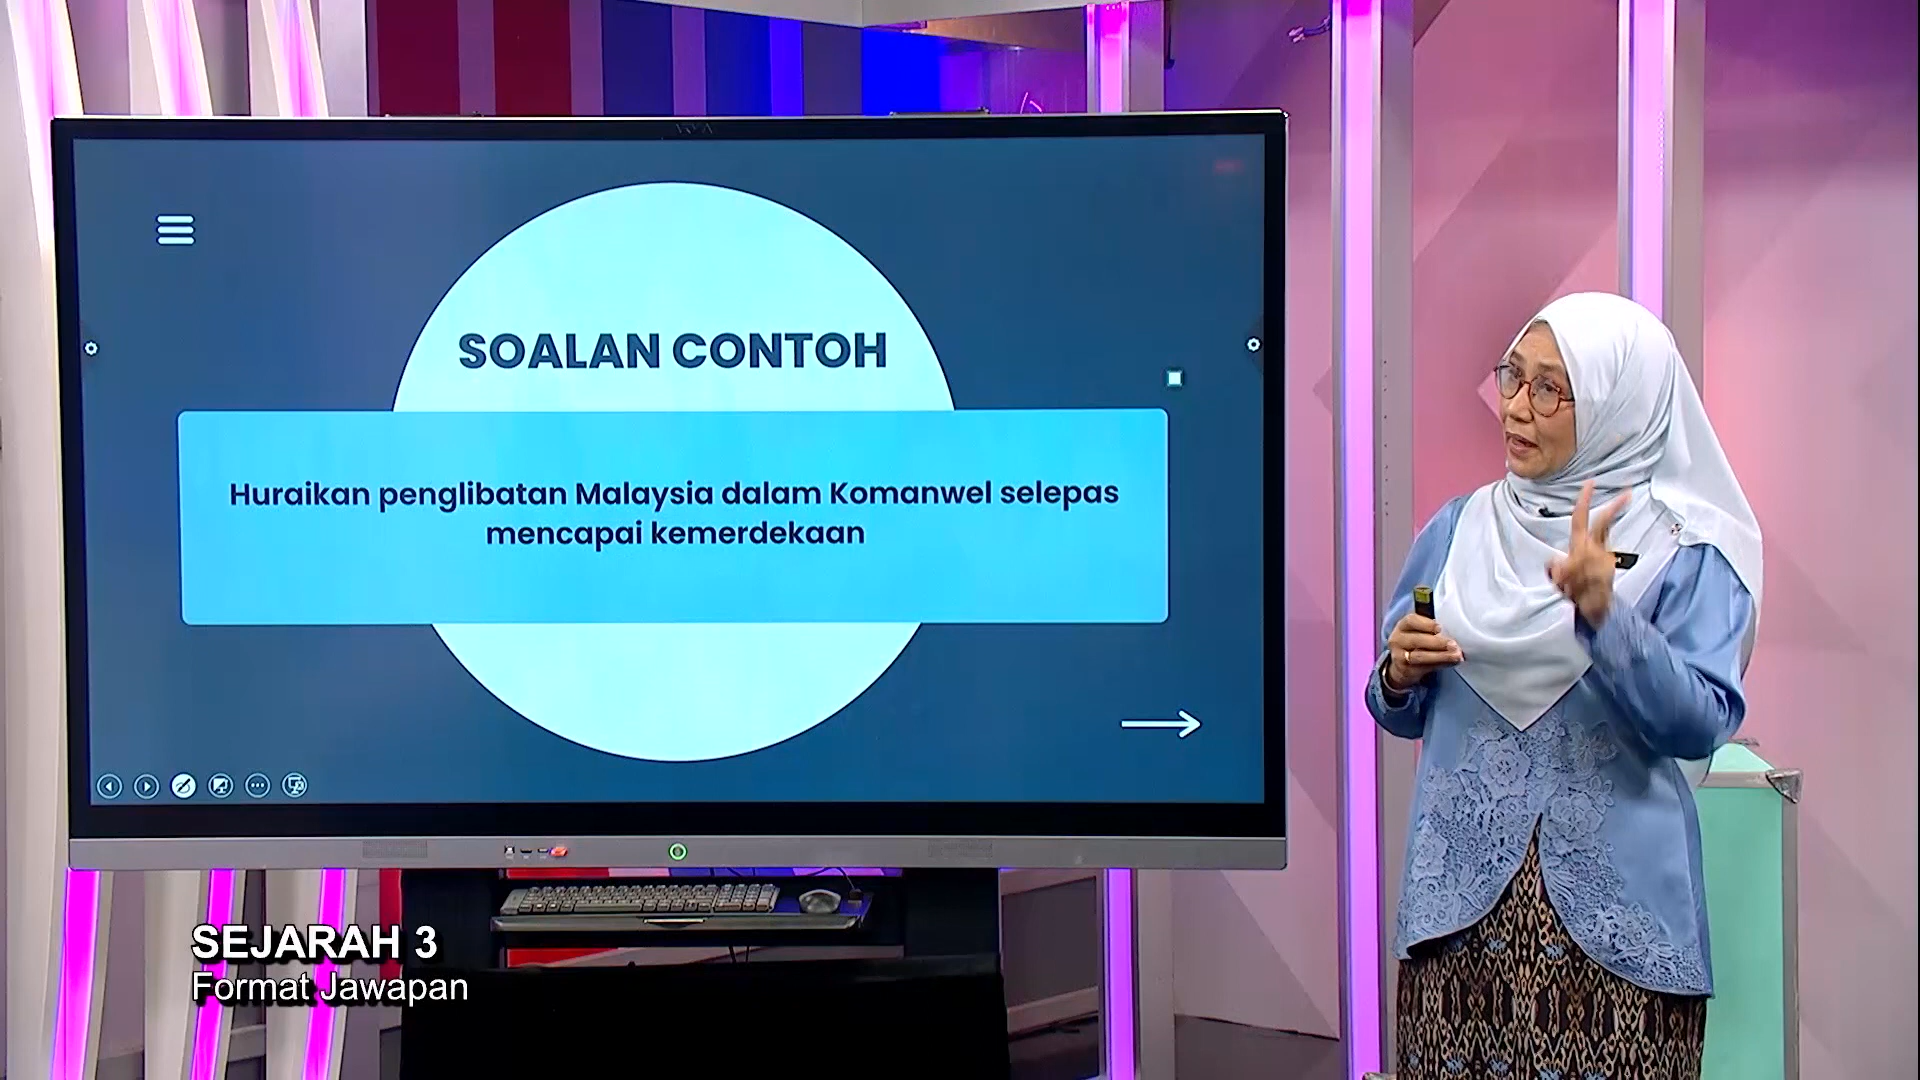 SOALAN CONTOH
Huraikan penglibatan Malaysia dalam Komanwel selepas
mencapai kemerdekaan
SEJARAH 3
Format Jawapan